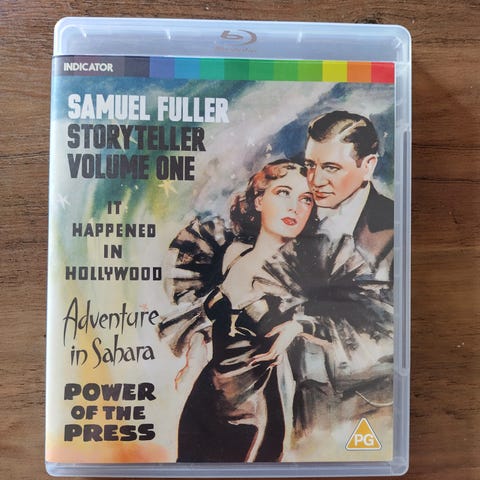 INDICATOR
SAMUEL FULLER
STORYTELLER
VOLUME ONE
IT
HAPPENED
IN
HOLLYWOOD
Adventure
in Sahara
POWER
OF THE
PRESS
PG